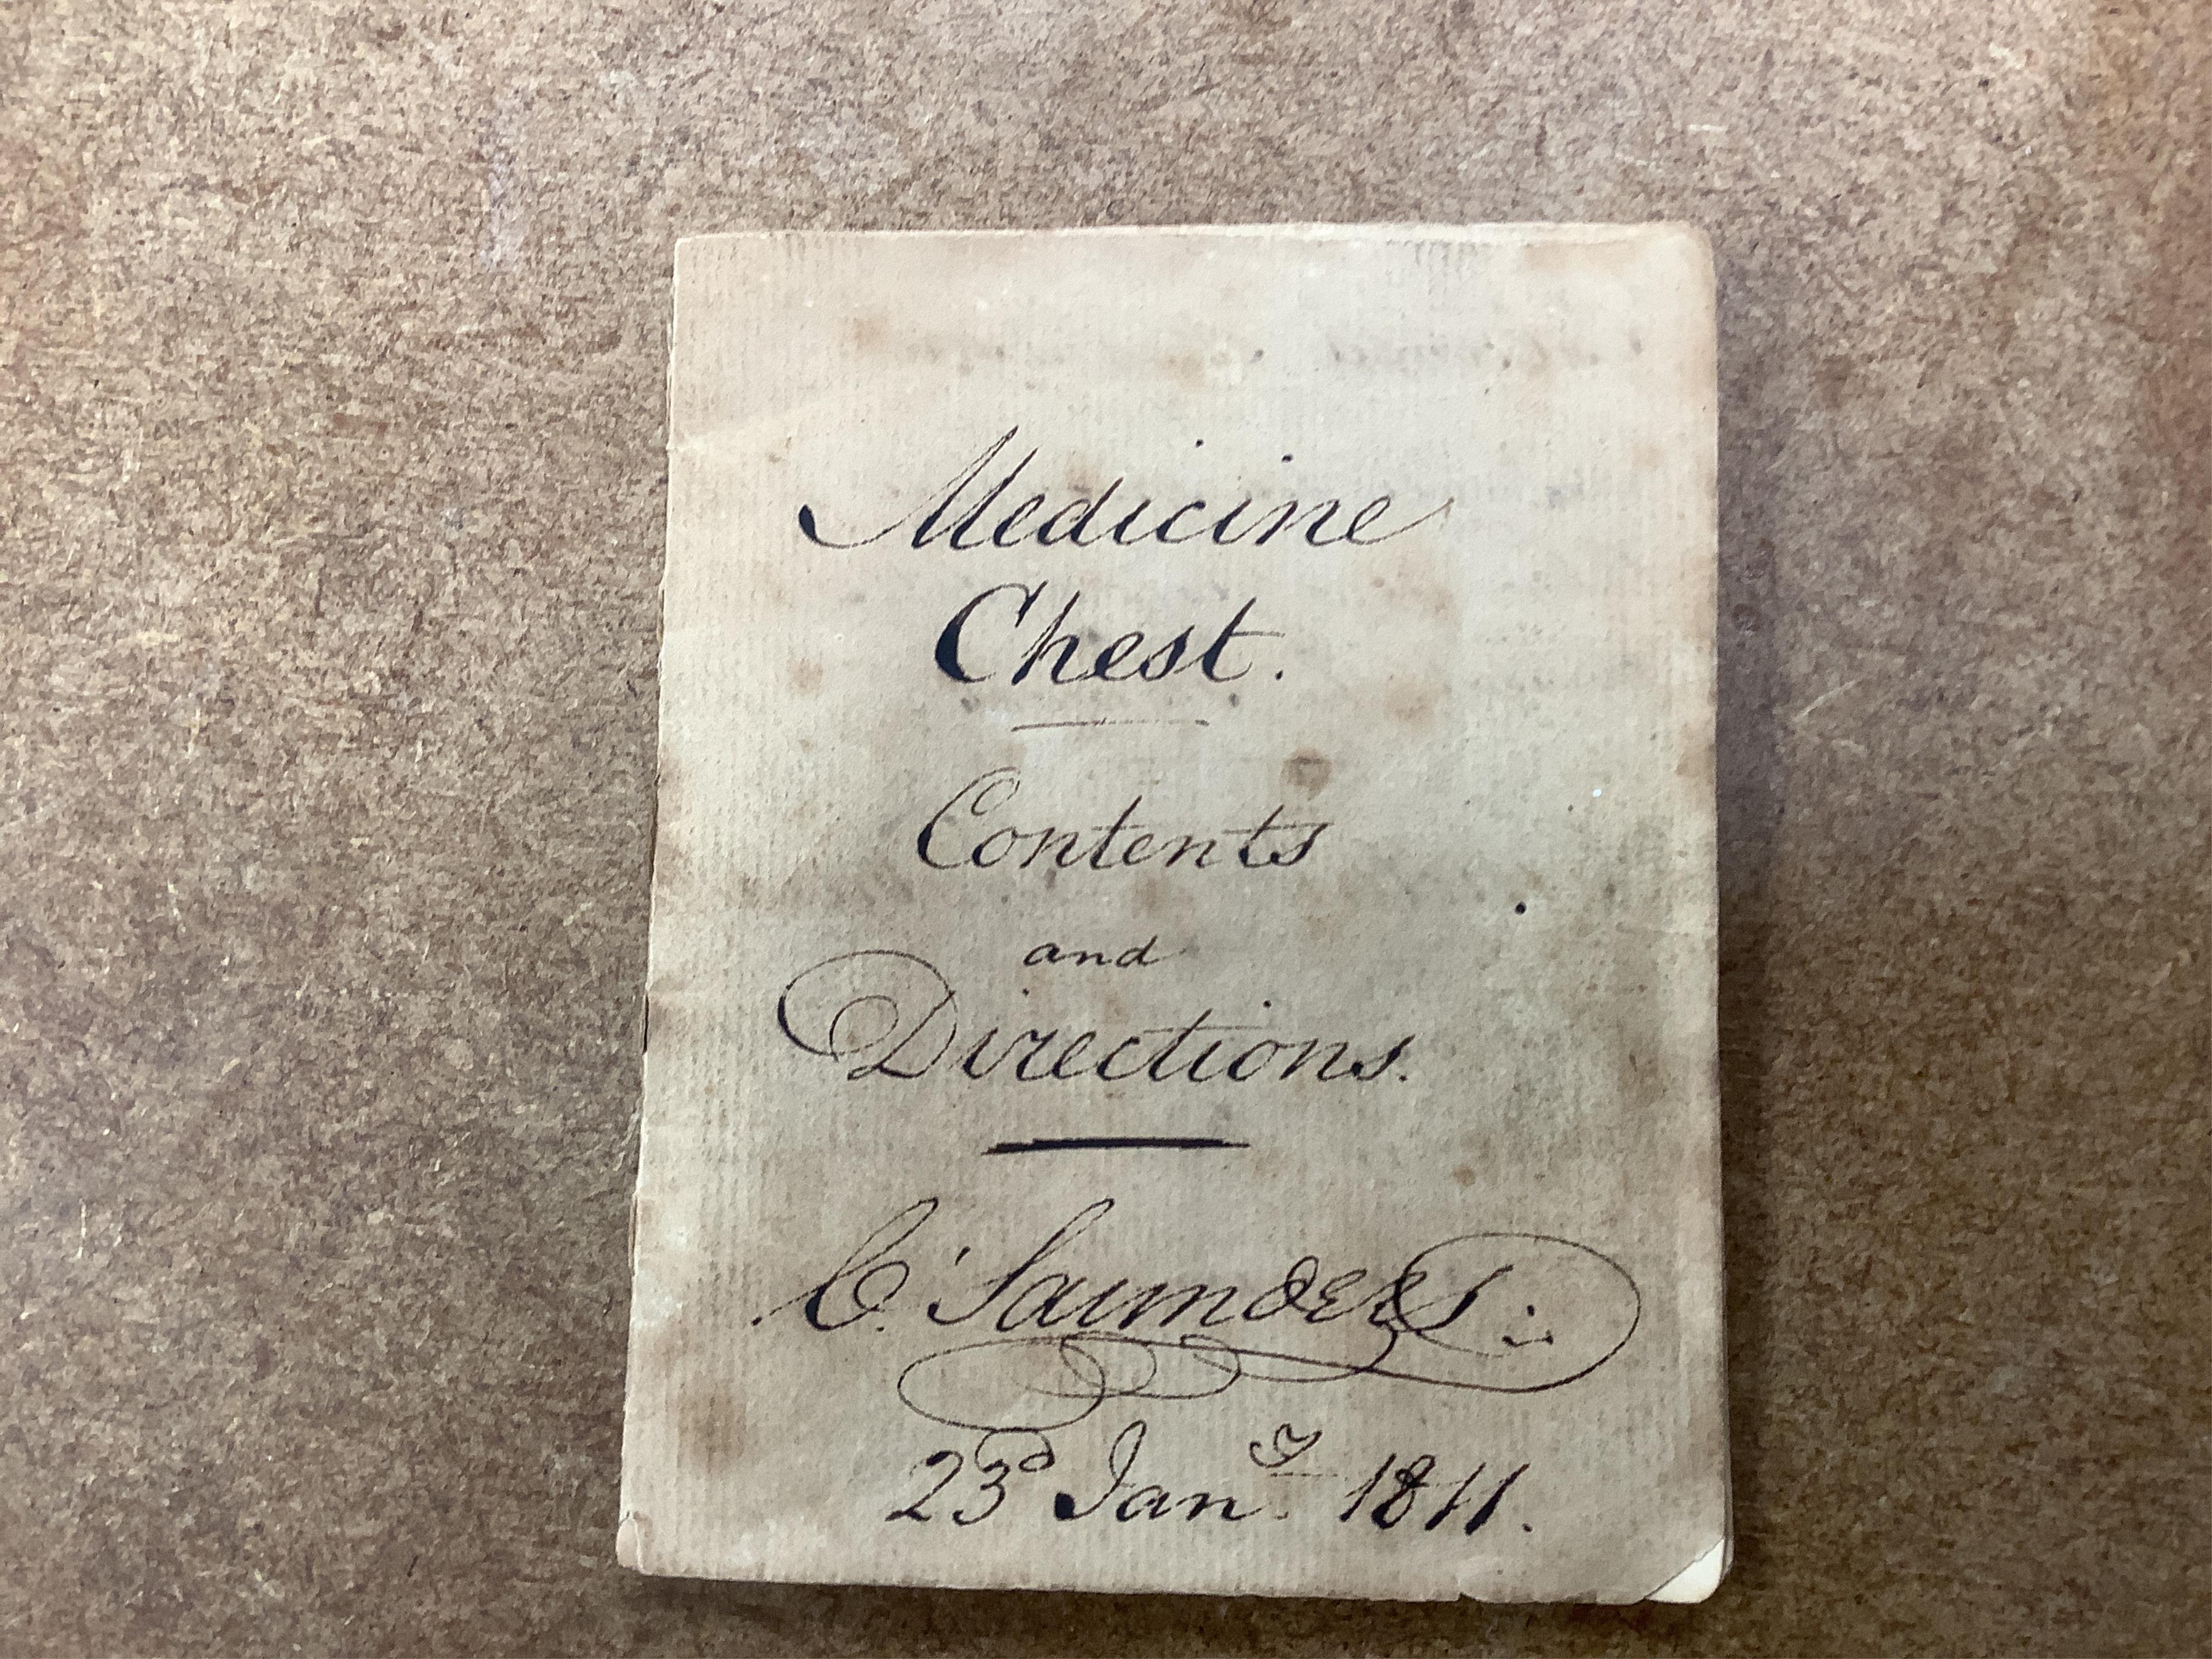 Medicine
Chest.
Contents
and
Directions.
C. Saunders.
23d Jany. 1811.